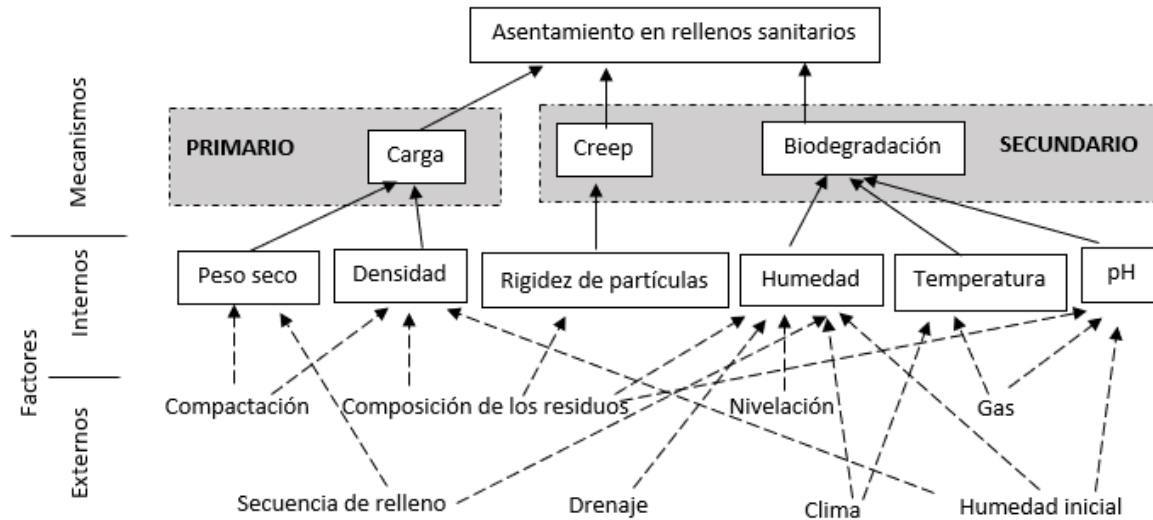 Asentamiento en rellenos sanitarios
Mecanismos
PRIMARIO
Carga
Creep
Biodegradación
SECUNDARIO
Factores
Internos
Peso seco
Densidad
Rigidez de partículas
Humedad
Temperatura
pH
Externos
Compactación
Composición de los residuos
Nivelación
Gas
Secuencia de relleno
Drenaje
Clima
Humedad inicial